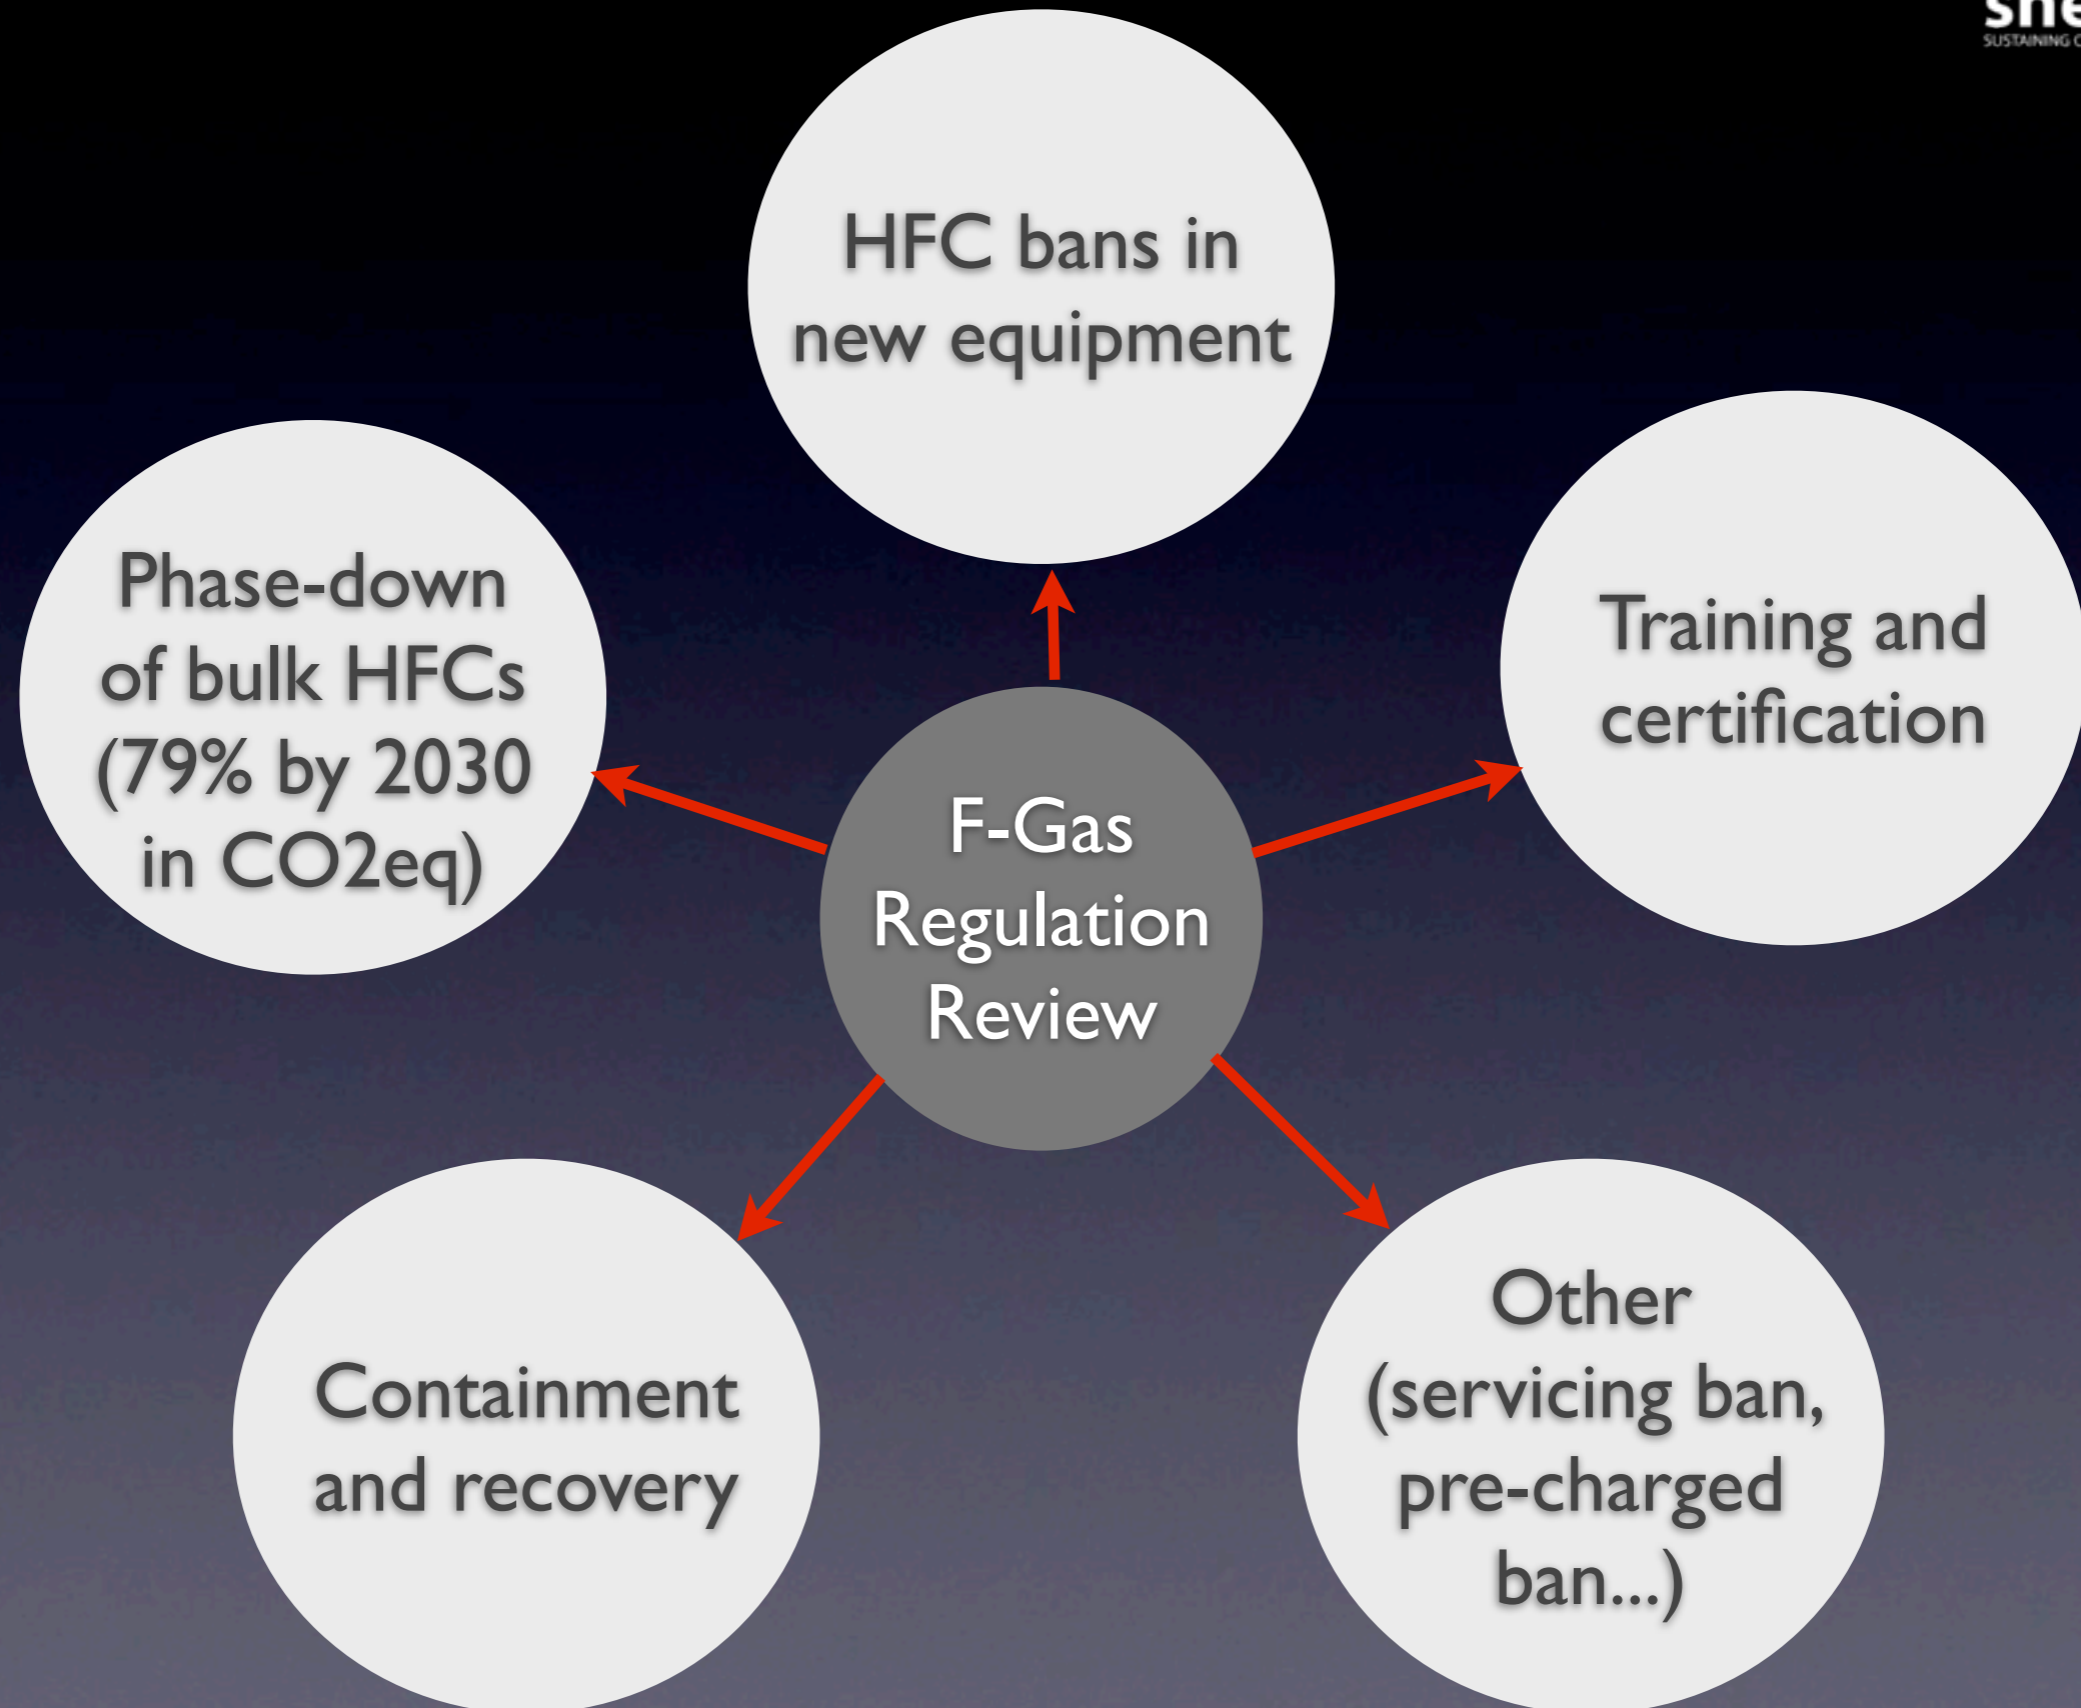 HFC bans in
new equipment
Phase-down
of bulk HFCs
(79% by 2030
in CO2eq)
Training and
certification
F-Gas
Regulation
Review
Containment
and recovery
Other
(servicing ban,
pre-charged
ban...)